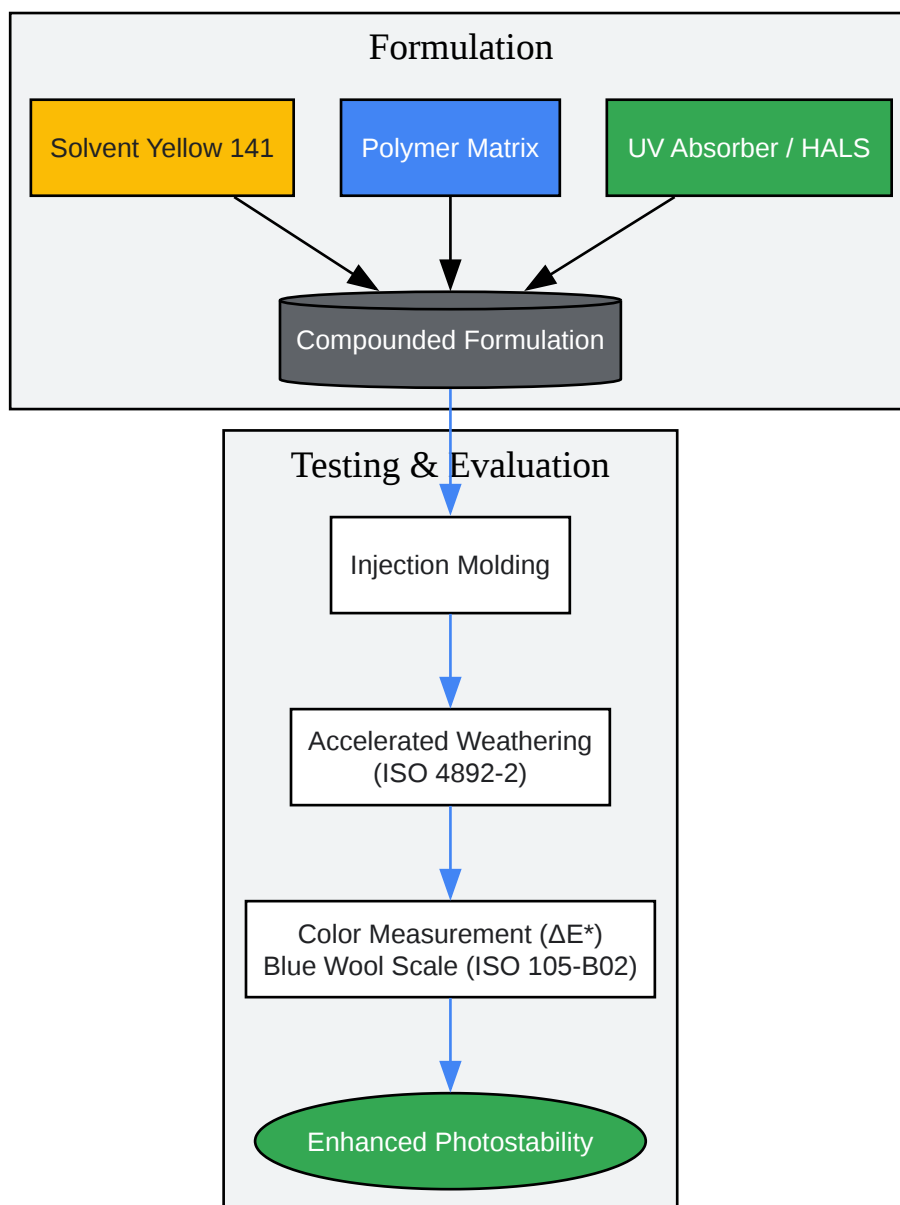 Formulation
Solvent Yellow 141
Polymer Matrix
UV Absorber / HALS
Compounded Formulation
Testing & Evaluation
Injection Molding
Accelerated Weathering
(ISO 4892-2)
Color Measurement (ΔE*)
Blue Wool Scale (ISO 105-B02)
Enhanced Photostability